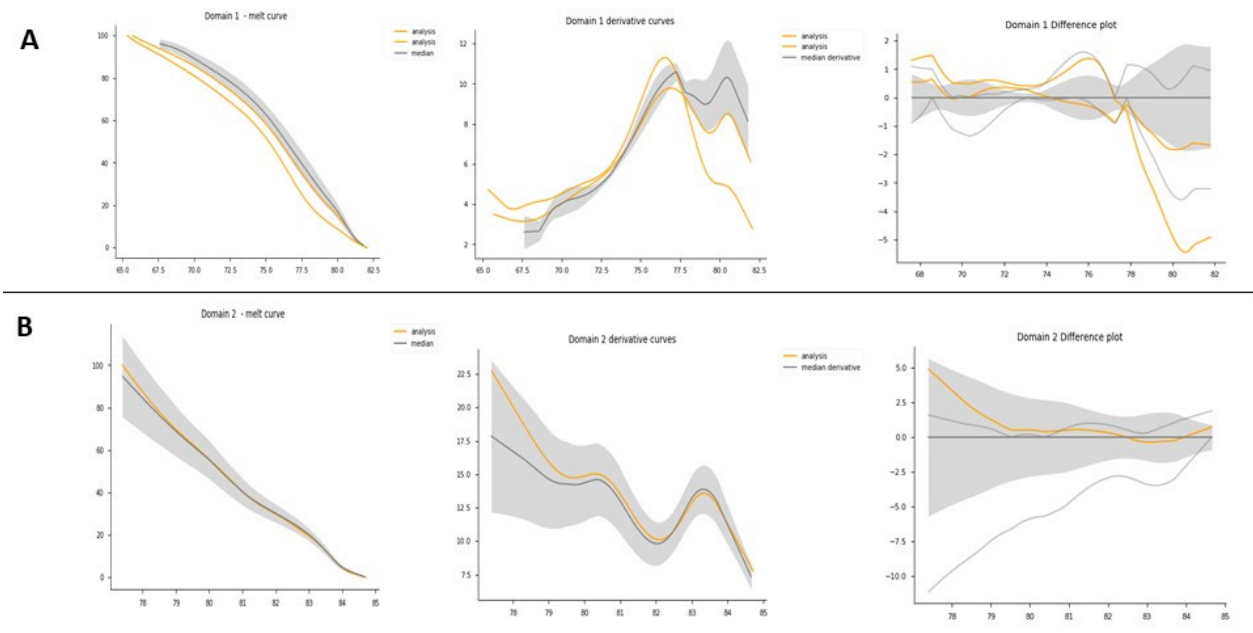 A
Domain 1 - melt curve
analysis
analysis
median
100
80
60
40
20
0
65.0 67.5 70.0 72.5 75.0 77.5 80.0 82.5
Domain 1 derivative curves
analysis
analysis
median derivative
12
10
8
6
4
2
65.0 67.5 70.0 72.5 75.0 77.5 80.0 82.5
Domain 1 Difference plot
2
1
0
−1
−2
−3
−4
−5
68 70 72 74 76 78 80 82
B
Domain 2 - melt curve
analysis
median
100
80
60
40
20
0
78 79 80 81 82 83 84 85
Domain 2 derivative curves
analysis
median derivative
22.5
20.0
17.5
15.0
12.5
10.0
7.5
78 79 80 81 82 83 84 85
Domain 2 Difference plot
5.0
2.5
0.0
−2.5
−5.0
−7.5
−10.0
78 79 80 81 82 83 84 85